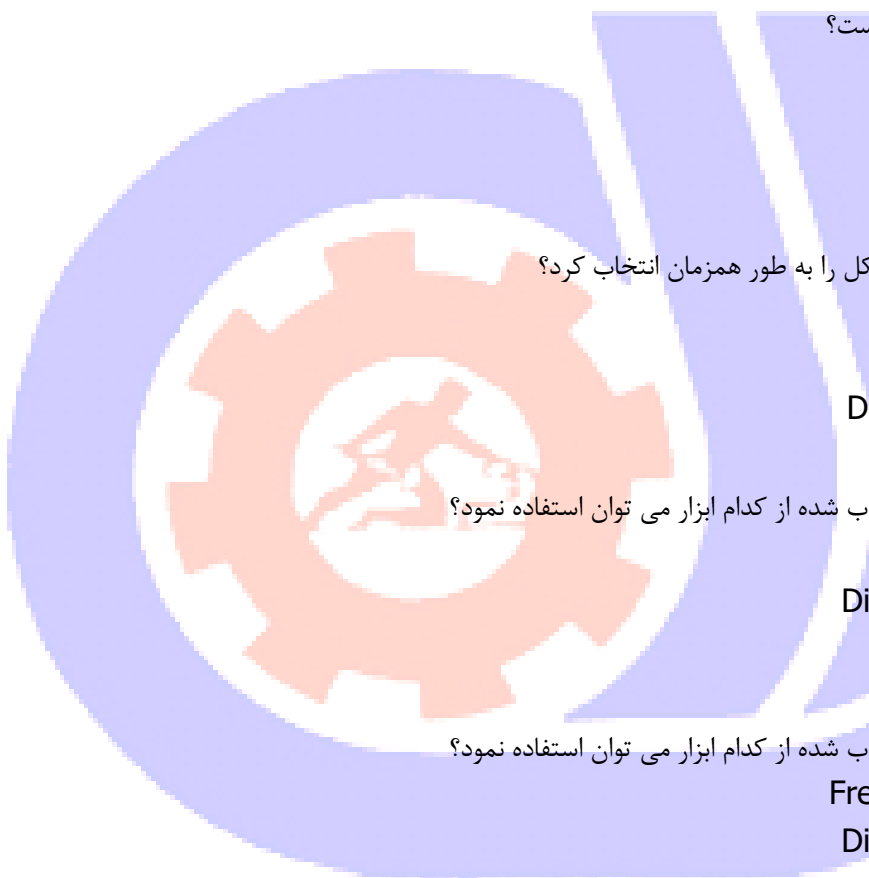 ست؟
کل را به طور همزمان انتخاب کرد؟
D
ب شده از کدام ابزار می توان استفاده نمود؟
Di
ب شده از کدام ابزار می توان استفاده نمود؟
Fre
Di